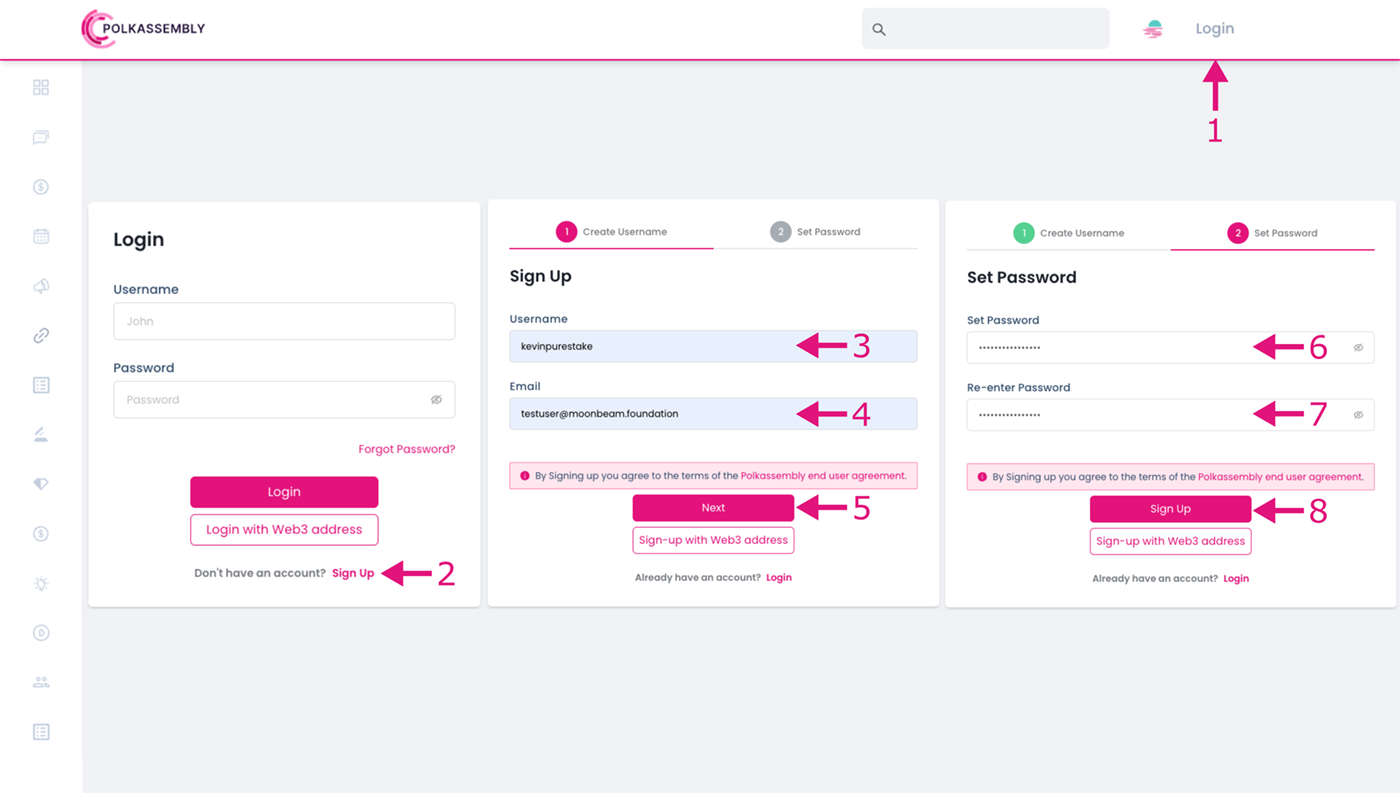 POLKASSEMBLY
Login
1
Login
Username
John
Password
Password
Forgot Password?
Login
Login with Web3 address
Don't have an account? Sign Up
2
1 Create Username
2 Set Password
Sign Up
Username
kevinpurestake
3
Email
testuser@moonbeam.foundation
4
By Signing up you agree to the terms of the Polkassembly end user agreement.
Next
5
Sign-up with Web3 address
Already have an account? Login
1 Create Username
2 Set Password
Set Password
Set Password
••••••••••••••••
6
Re-enter Password
••••••••••••••••
7
By Signing up you agree to the terms of the Polkassembly end user agreement.
Sign Up
8
Sign-up with Web3 address
Already have an account? Login